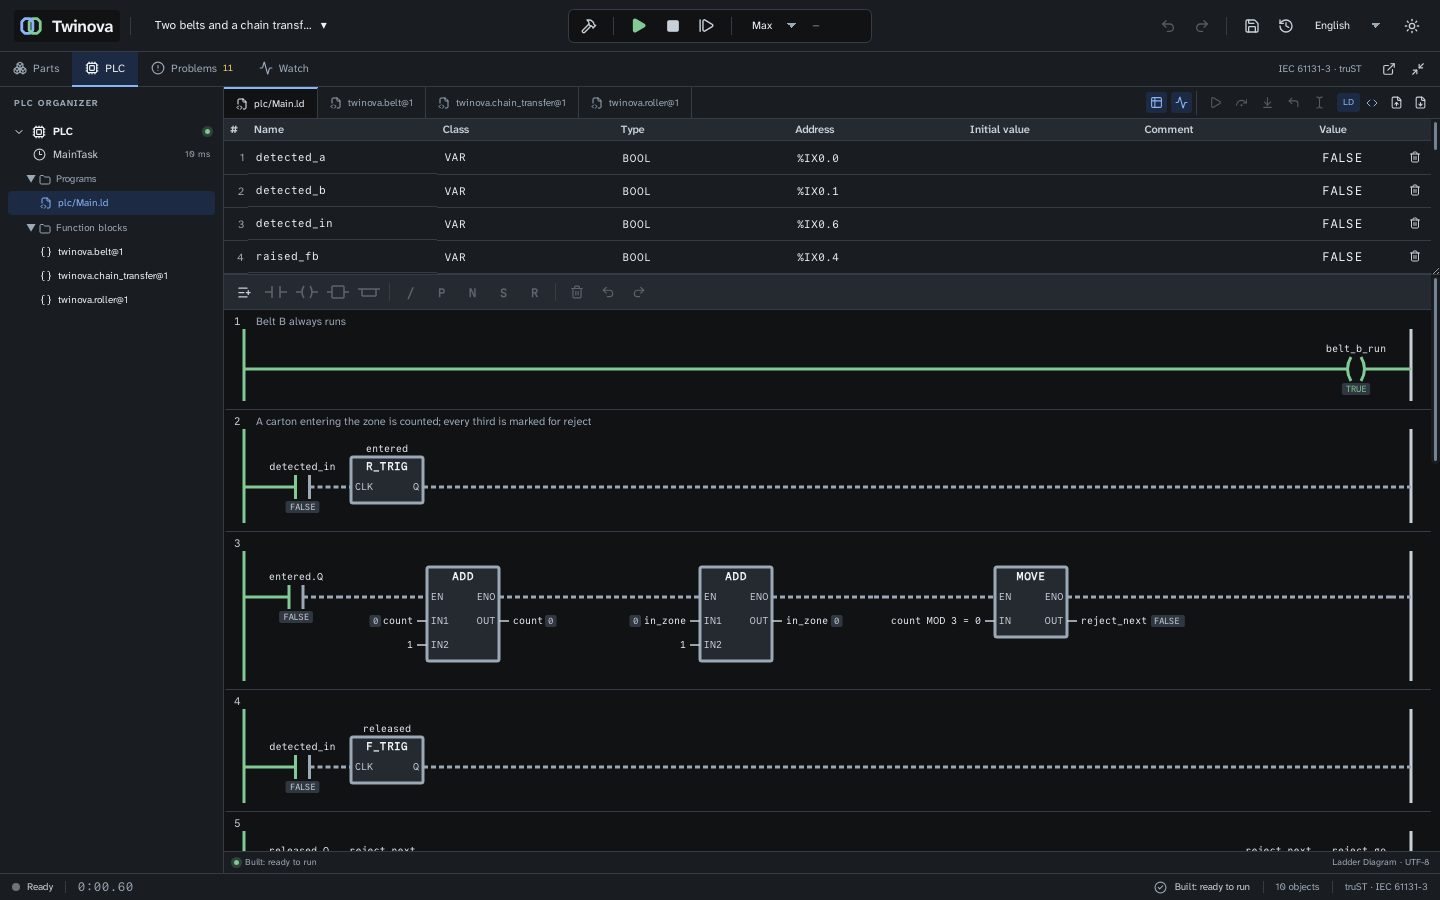 Twinova
Two belts and a chain transf... ▼
Max
–
English
Parts
PLC
Problems 11
Watch
IEC 61131-3 · truST
PLC ORGANIZER
PLC
MainTask 10 ms
Programs
plc/Main.ld
Function blocks
{ } twinova.belt@1
{ } twinova.chain_transfer@1
{ } twinova.roller@1
plc/Main.ld
twinova.belt@1
twinova.chain_transfer@1
twinova.roller@1
LD <>
# Name Class Type Address Initial value Comment Value
1 detected_a VAR BOOL %IX0.0 FALSE
2 detected_b VAR BOOL %IX0.1 FALSE
3 detected_in VAR BOOL %IX0.6 FALSE
4 raised_fb VAR BOOL %IX0.4 FALSE
/ P N S R
1 Belt B always runs
belt_b_run
TRUE
2 A carton entering the zone is counted; every third is marked for reject
entered
detected_in R_TRIG
CLK Q
FALSE
3
entered.Q ADD ADD MOVE
EN ENO EN ENO EN ENO
FALSE
0 count IN1 OUT count 0 0 in_zone IN1 OUT in_zone 0 count MOD 3 = 0 IN OUT reject_next FALSE
1 IN2 1 IN2
4
released
detected_in F_TRIG
CLK Q
FALSE
5
released.Q reject_next reject_next reject_go
Built: ready to run
Ladder Diagram · UTF-8
Ready 0:00.60
Built: ready to run 10 objects truST · IEC 61131-3